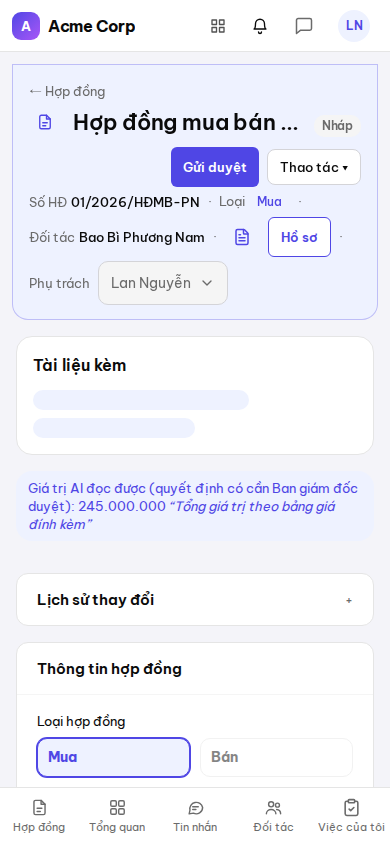 A Acme Corp LN
← Hợp đồng
Hợp đồng mua bán ... Nháp
Gửi duyệt Thao tác ▾
Số HĐ 01/2026/HĐMB-PN · Loại Mua ·
Đối tác Bao Bì Phương Nam · Hồ sơ ·
Phụ trách Lan Nguyễn
Tài liệu kèm
Giá trị AI đọc được (quyết định có cần Ban giám đốc
duyệt): 245.000.000 “Tổng giá trị theo bảng giá
đính kèm”
Lịch sử thay đổi +
Thông tin hợp đồng
Loại hợp đồng
Mua Bán
Hợp đồng Tổng quan Tin nhắn Đối tác Việc của tôi